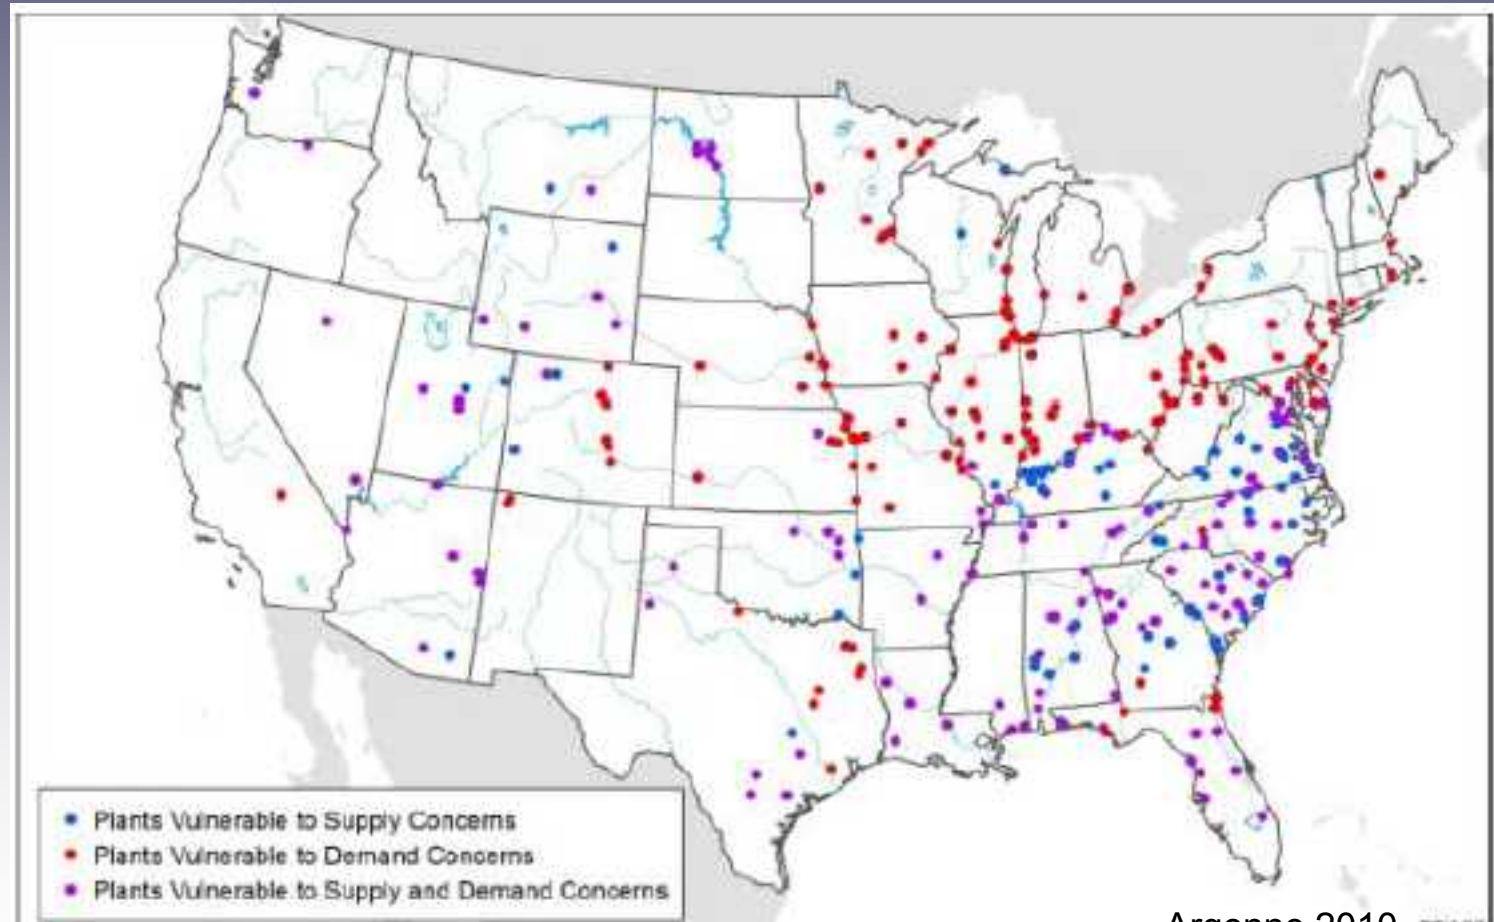 Plants Vulnerable to Supply Concerns
Plants Vulnerable to Demand Concerns
Plants Vulnerable to Supply and Demand Concerns
Argonne 2010